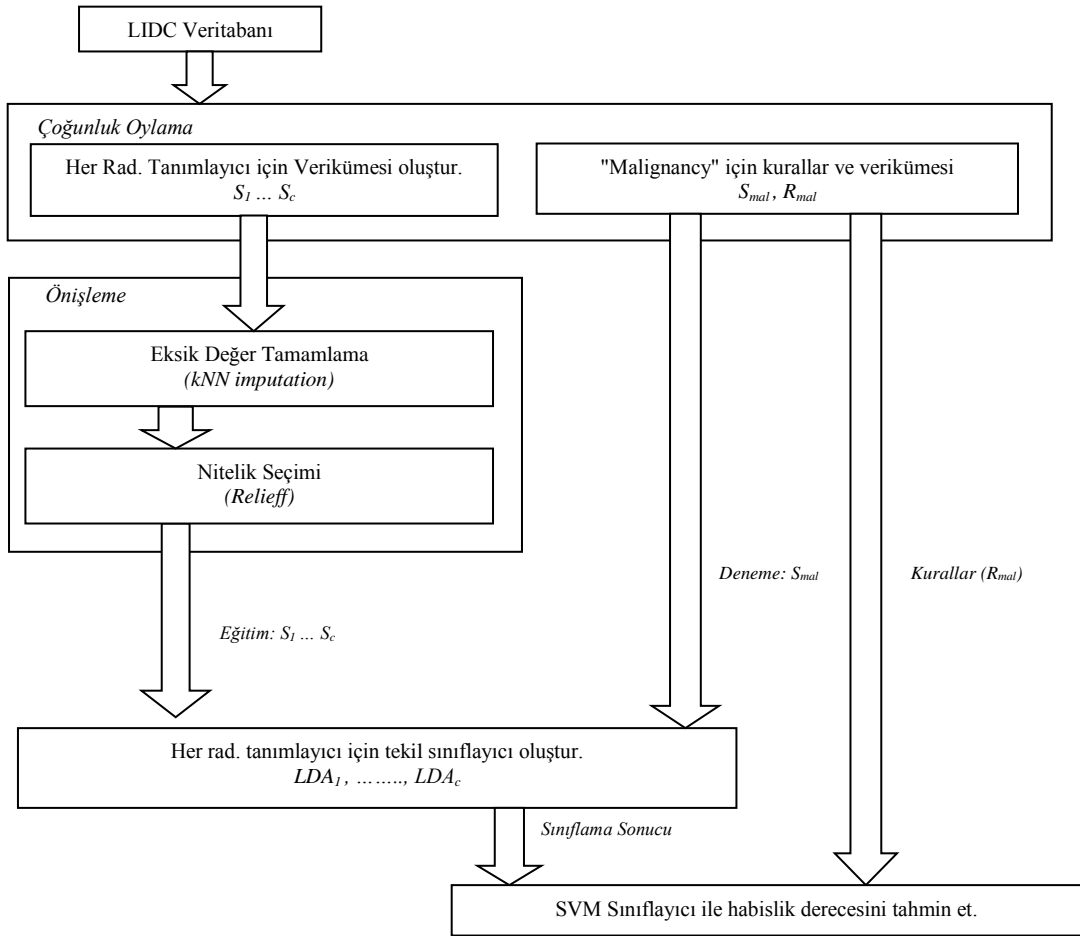 LIDC Veritabanı
Çoğunluk Oylama
Her Rad. Tanımlayıcı için Verikümesi oluştur.
S1 ... Sc
"Malignancy" için kurallar ve verikümesi
Smal , Rmal
Önişleme
Eksik Değer Tamamlama
(kNN imputation)
Nitelik Seçimi
(Relieff)
Deneme: Smal
Kurallar (Rmal)
Eğitim: S1 ... Sc
Her rad. tanımlayıcı için tekil sınıflayıcı oluştur.
LDA1 , …….., LDAc
Sınıflama Sonucu
SVM Sınıflayıcı ile habislik derecesini tahmin et.